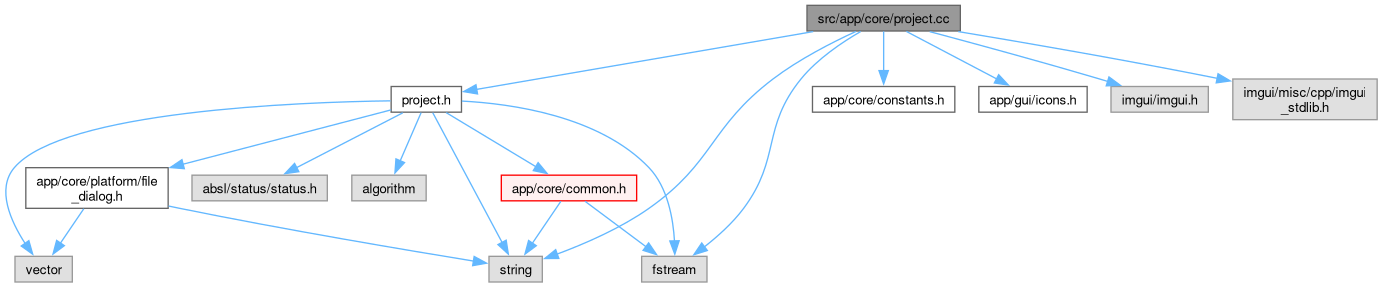 src/app/core/project.cc
project.h
app/core/constants.h
app/gui/icons.h
imgui/imgui.h
imgui/misc/cpp/imgui
_stdlib.h
app/core/platform/file
_dialog.h
absl/status/status.h
algorithm
app/core/common.h
vector
string
fstream